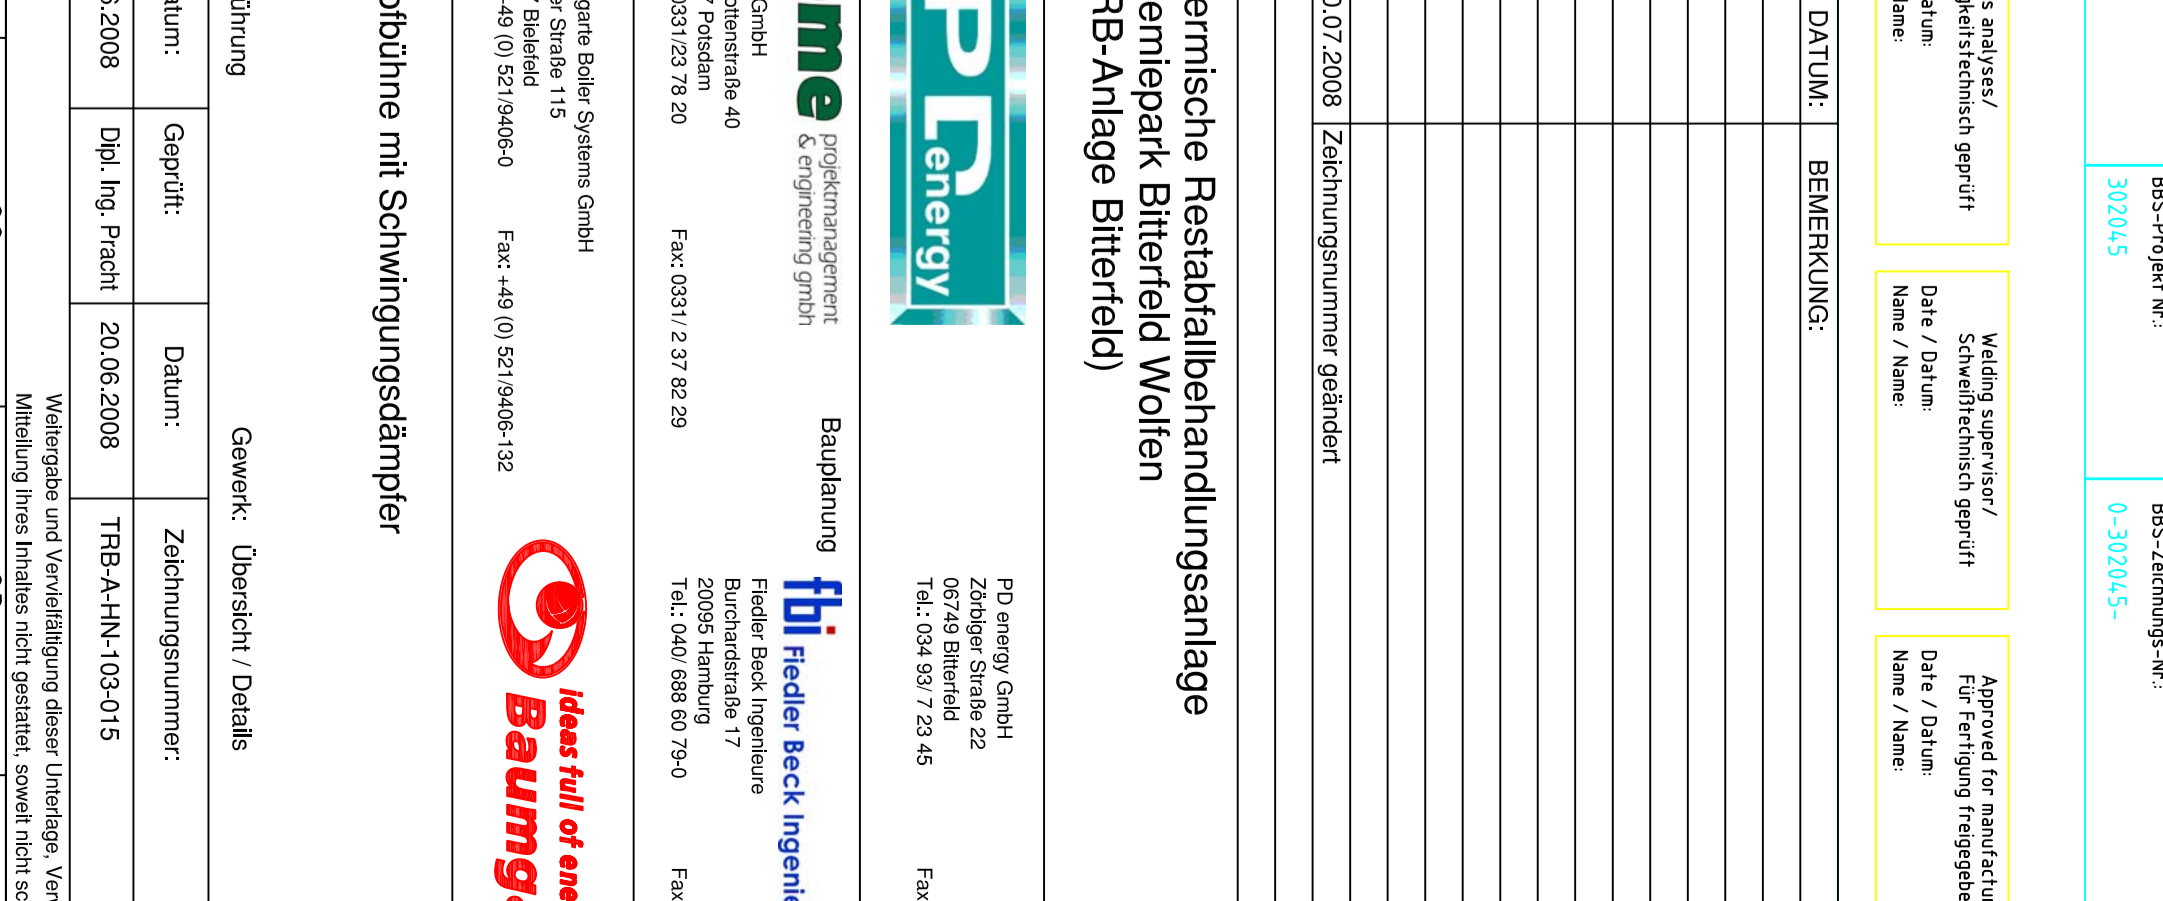 BBS-Projekt Nr.:
302045
BBS-Zeichnungs-Nr.:
0-302045-
s analyses/
gkeitstechnisch geprüft
atum:
Name:
Welding supervisor/
Schweißtechnisch geprüft
Date / Datum:
Name / Name:
Approved for manufactur
Für Fertigung freigegebe
Date / Datum:
Name / Name:
DATUM: BEMERKUNG:
0.07.2008 Zeichnungsnummer geändert
ermische Restabfallbehandlungsanlage
emiepark Bitterfeld Wolfen
RB-Anlage Bitterfeld)
PD energy
PD energy GmbH
Zörbiger Straße 22
06749 Bitterfeld
Tel.: 034 93/ 7 23 45 Fax
me projektmanagement
& engineering gmbh
GmbH
ottenstraße 40
7 Potsdam
0331/23 78 20 Fax: 0331/ 2 37 82 29
Bauplanung
fbi Fiedler Beck Ingenie
Fiedler Beck Ingenieure
Burchardstraße 17
20095 Hamburg
Tel.: 040/ 688 60 79-0 Fax
garte Boiler Systems GmbH
er Straße 115
7 Bielefeld
-49 (0) 521/9406-0 Fax: +49 (0) 521/9406-132
ideas full of ene
Baumg
pfbühne mit Schwingungsdämpfer
ührung Gewerk: Übersicht / Details
atum: Geprüft: Datum: Zeichnungsnummer:
6.2008 Dipl. Ing. Pracht 20.06.2008 TRB-A-HN-103-015
Weitergabe und Vervielfältigung dieser Unterlage, Verv
Mitteilung ihres Inhaltes nicht gestattet, soweit nicht sc